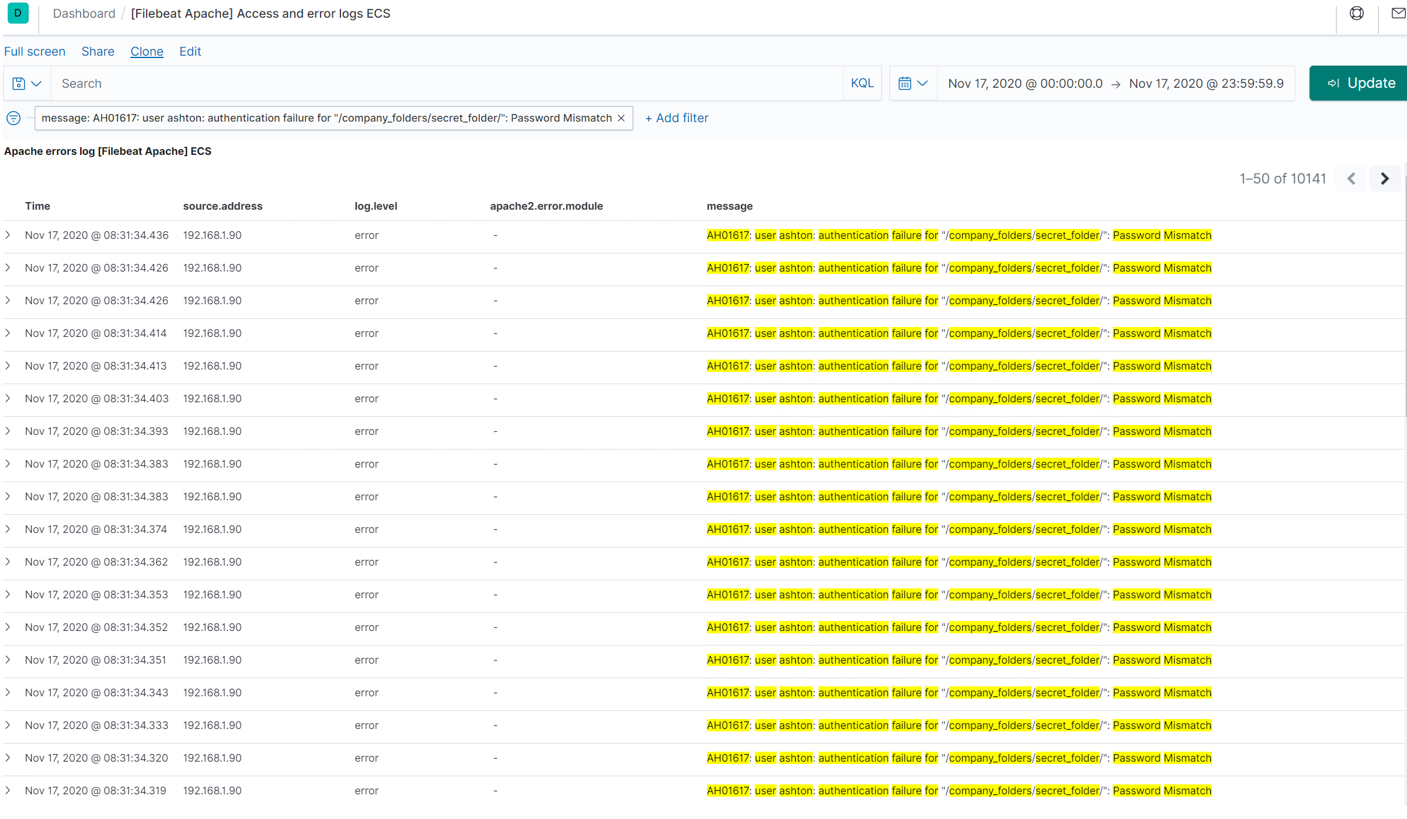 D Dashboard / [Filebeat Apache] Access and error logs ECS
Full screen Share Clone Edit
Search KQL Nov 17, 2020 @ 00:00:00.0 → Nov 17, 2020 @ 23:59:59.9 Update
message: AH01617: user ashton: authentication failure for "/company_folders/secret_folder/": Password Mismatch × + Add filter
Apache errors log [Filebeat Apache] ECS
1–50 of 10141
Time source.address log.level apache2.error.module message
Nov 17, 2020 @ 08:31:34.436 192.168.1.90 error - AH01617: user ashton: authentication failure for "/company_folders/secret_folder/": Password Mismatch
Nov 17, 2020 @ 08:31:34.426 192.168.1.90 error - AH01617: user ashton: authentication failure for "/company_folders/secret_folder/": Password Mismatch
Nov 17, 2020 @ 08:31:34.426 192.168.1.90 error - AH01617: user ashton: authentication failure for "/company_folders/secret_folder/": Password Mismatch
Nov 17, 2020 @ 08:31:34.414 192.168.1.90 error - AH01617: user ashton: authentication failure for "/company_folders/secret_folder/": Password Mismatch
Nov 17, 2020 @ 08:31:34.413 192.168.1.90 error - AH01617: user ashton: authentication failure for "/company_folders/secret_folder/": Password Mismatch
Nov 17, 2020 @ 08:31:34.403 192.168.1.90 error - AH01617: user ashton: authentication failure for "/company_folders/secret_folder/": Password Mismatch
Nov 17, 2020 @ 08:31:34.393 192.168.1.90 error - AH01617: user ashton: authentication failure for "/company_folders/secret_folder/": Password Mismatch
Nov 17, 2020 @ 08:31:34.383 192.168.1.90 error - AH01617: user ashton: authentication failure for "/company_folders/secret_folder/": Password Mismatch
Nov 17, 2020 @ 08:31:34.383 192.168.1.90 error - AH01617: user ashton: authentication failure for "/company_folders/secret_folder/": Password Mismatch
Nov 17, 2020 @ 08:31:34.374 192.168.1.90 error - AH01617: user ashton: authentication failure for "/company_folders/secret_folder/": Password Mismatch
Nov 17, 2020 @ 08:31:34.362 192.168.1.90 error - AH01617: user ashton: authentication failure for "/company_folders/secret_folder/": Password Mismatch
Nov 17, 2020 @ 08:31:34.353 192.168.1.90 error - AH01617: user ashton: authentication failure for "/company_folders/secret_folder/": Password Mismatch
Nov 17, 2020 @ 08:31:34.352 192.168.1.90 error - AH01617: user ashton: authentication failure for "/company_folders/secret_folder/": Password Mismatch
Nov 17, 2020 @ 08:31:34.351 192.168.1.90 error - AH01617: user ashton: authentication failure for "/company_folders/secret_folder/": Password Mismatch
Nov 17, 2020 @ 08:31:34.343 192.168.1.90 error - AH01617: user ashton: authentication failure for "/company_folders/secret_folder/": Password Mismatch
Nov 17, 2020 @ 08:31:34.333 192.168.1.90 error - AH01617: user ashton: authentication failure for "/company_folders/secret_folder/": Password Mismatch
Nov 17, 2020 @ 08:31:34.320 192.168.1.90 error - AH01617: user ashton: authentication failure for "/company_folders/secret_folder/": Password Mismatch
Nov 17, 2020 @ 08:31:34.319 192.168.1.90 error - AH01617: user ashton: authentication failure for "/company_folders/secret_folder/": Password Mismatch